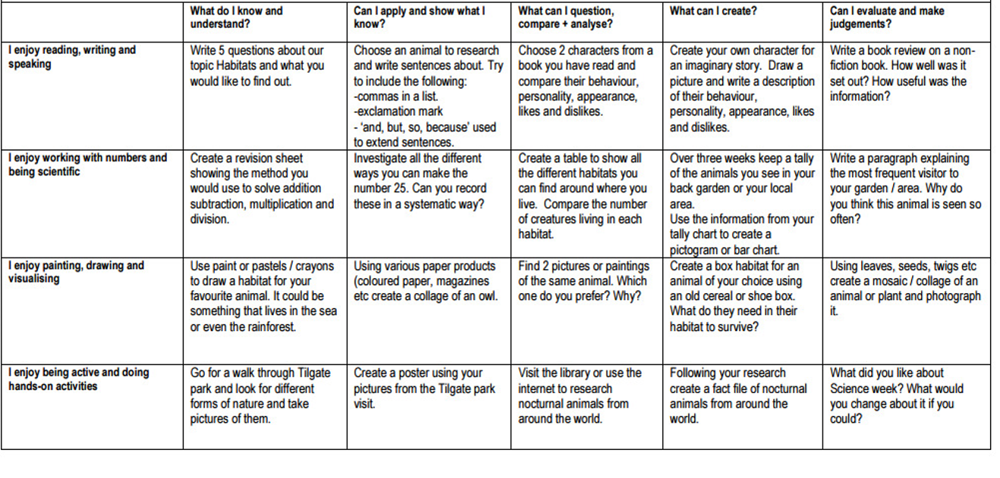 What do I know and
understand?
Can I apply and show what I
know?
What can I question,
compare + analyse?
What can I create?
Can I evaluate and make
judgements?
I enjoy reading, writing and
speaking
Write 5 questions about our
topic Habitats and what you
would like to find out.
Choose an animal to research
and write sentences about. Try
to include the following:
-commas in a list.
-exclamation mark
- ‘and, but, so, because’ used
to extend sentences.
Choose 2 characters from a
book you have read and
compare their behaviour,
personality, appearance,
likes and dislikes.
Create your own character for
an imaginary story.  Draw a
picture and write a description
of their behaviour,
personality, appearance, likes
and dislikes.
Write a book review on a non-
fiction book. How well was it
set out? How useful was the
information?
I enjoy working with numbers and
being scientific
Create a revision sheet
showing the method you
would use to solve addition
subtraction, multiplication and
division.
Investigate all the different
ways you can make the
number 25. Can you record
these in a systematic way?
Create a table to show all
the different habitats you
can find around where you
live.  Compare the number
of creatures living in each
habitat.
Over three weeks keep a tally
of the animals you see in your
back garden or your local
area.
Use the information from your
tally chart to create a
pictogram or bar chart.
Write a paragraph explaining
the most frequent visitor to
your garden / area. Why do
you think this animal is seen so
often?
I enjoy painting, drawing and
visualising
Use paint or pastels / crayons
to draw a habitat for your
favourite animal. It could be
something that lives in the sea
or even the rainforest.
Using various paper products
(coloured paper, magazines
etc create a collage of an owl.
Find 2 pictures or paintings
of the same animal. Which
one do you prefer? Why?
Create a box habitat for an
animal of your choice using
an old cereal or shoe box.
What do they need in their
habitat to survive?
Using leaves, seeds, twigs etc
create a mosaic / collage of an
animal or plant and photograph
it.
I enjoy being active and doing
hands-on activities
Go for a walk through Tilgate
park and look for different
forms of nature and take
pictures of them.
Create a poster using your
pictures from the Tilgate park
visit.
Visit the library or use the
internet to research
nocturnal animals from
around the world.
Following your research
create a fact file of nocturnal
animals from around the
world.
What did you like about
Science week? What would
you change about it if you
could?